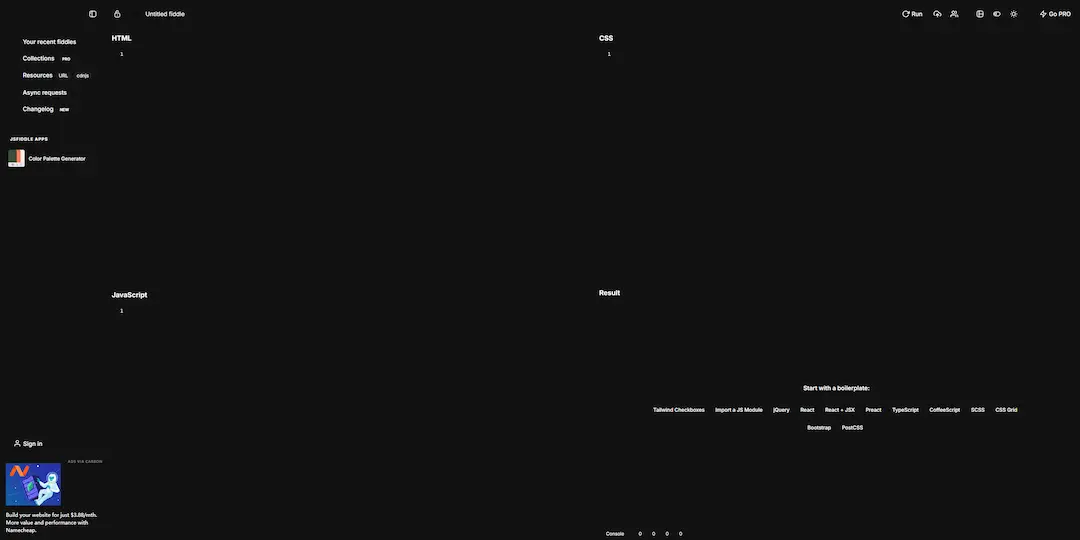 Untitled fiddle
Run
Go PRO
Your recent fiddles
Collections PRO
Resources URL cdnjs
Async requests
Changelog NEW
JSFIDDLE APPS
Color Palette Generator
Sign in
ADS VIA CARBON
Build your website for just $3.88/mth.
More value and performance with
Namecheap.
HTML
1
CSS
1
JavaScript
1
Result
Start with a boilerplate:
Tailwind Checkboxes Import a JS Module jQuery React React + JSX Preact TypeScript CoffeeScript SCSS CSS Grid
Bootstrap PostCSS
Console 0 0 0 0